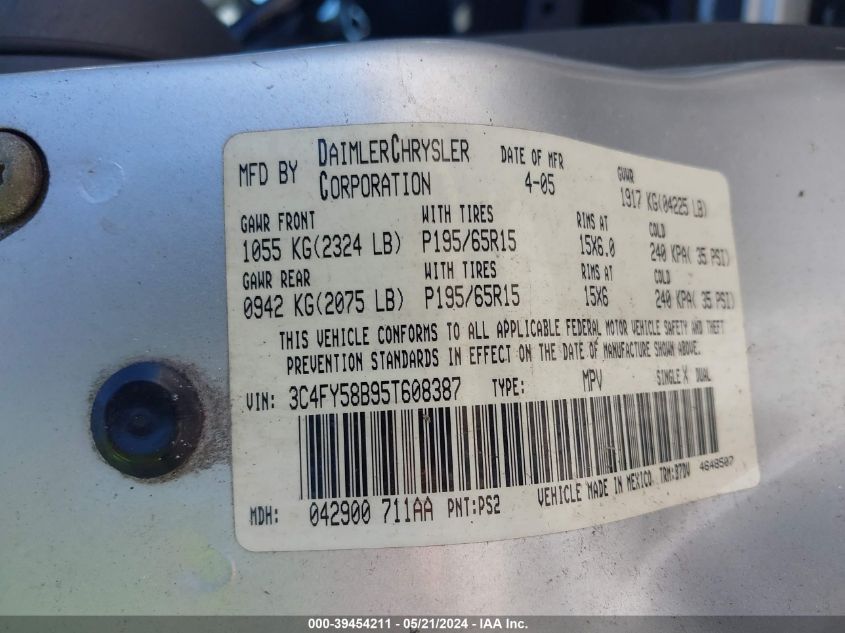 MFD BY DAIMLERCHRYSLER CORPORATION DATE OF MFR 4-05 GVWR 1917 KG(04225 LB)
GAWR FRONT WITH TIRES RIMS AT COLD
1055 KG(2324 LB) P195/65R15 15X6.0 240 KPA( 35 PSI)
GAWR REAR WITH TIRES RIMS AT COLD
0942 KG(2075 LB) P195/65R15 15X6 240 KPA( 35 PSI)
THIS VEHICLE CONFORMS TO ALL APPLICABLE FEDERAL MOTOR VEHICLE SAFETY AND THEFT
PREVENTION STANDARDS IN EFFECT ON THE DATE OF MANUFACTURE SHOWN ABOVE.
VIN: 3C4FY58B95T608387 TYPE: MPV SINGLE X DUAL
MDH: 042900 711AA PNT:PS2 VEHICLE MADE IN MEXICO TRM:B7DV 4648507
000-39454211 - 05/21/2024 - IAA Inc.